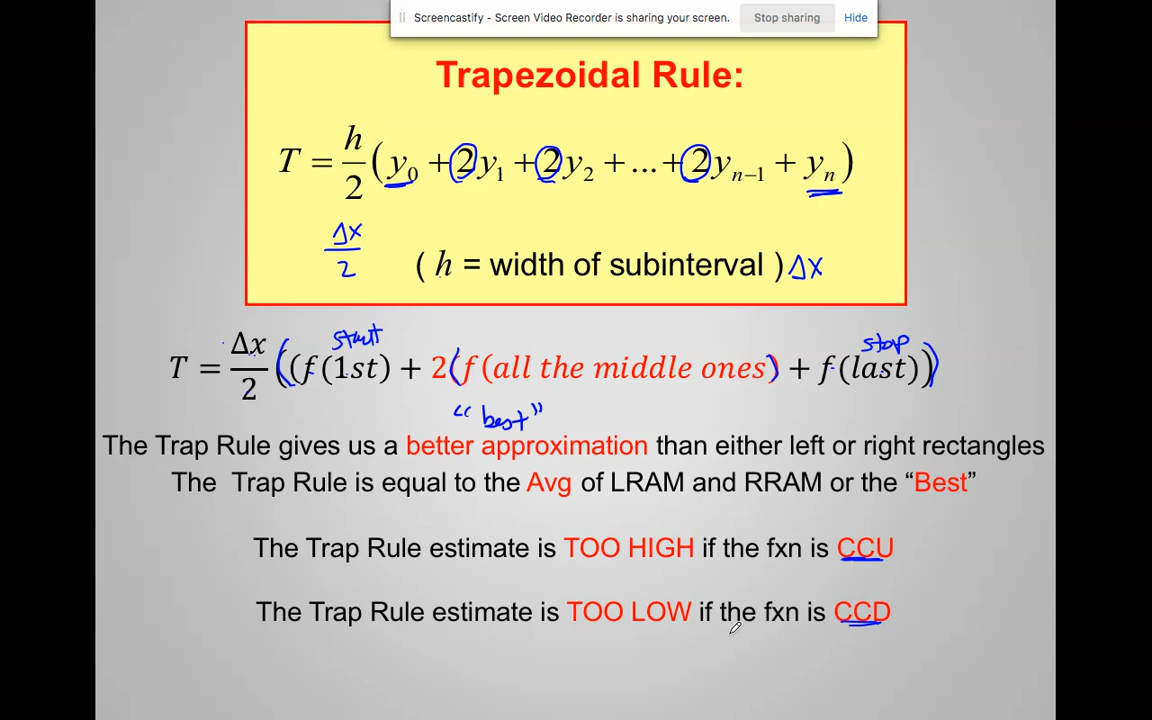 Screencastify - Screen Video Recorder is sharing your screen. Stop sharing Hide
Trapezoidal Rule:
T = h/2 (y₀ + 2y₁ + 2y₂ + ... + 2yₙ₋₁ + yₙ)
Δx/2
( h = width of subinterval ) Δx
start stop
T = Δx/2 ((f(1st) + 2(f(all the middle ones) + f(last))
“best”
The Trap Rule gives us a better approximation than either left or right rectangles
The Trap Rule is equal to the Avg of LRAM and RRAM or the “Best”
The Trap Rule estimate is TOO HIGH if the fxn is CCU
The Trap Rule estimate is TOO LOW if the fxn is CCD